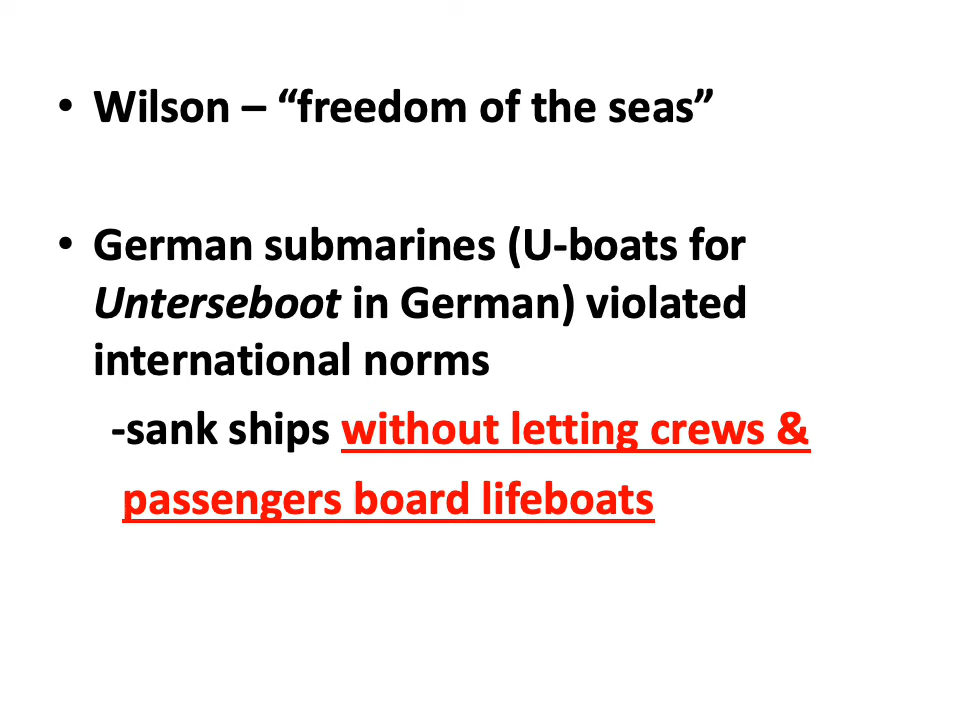 • Wilson – “freedom of the seas”
• German submarines (U-boats for
Unterseboot in German) violated
international norms
-sank ships without letting crews &
passengers board lifeboats